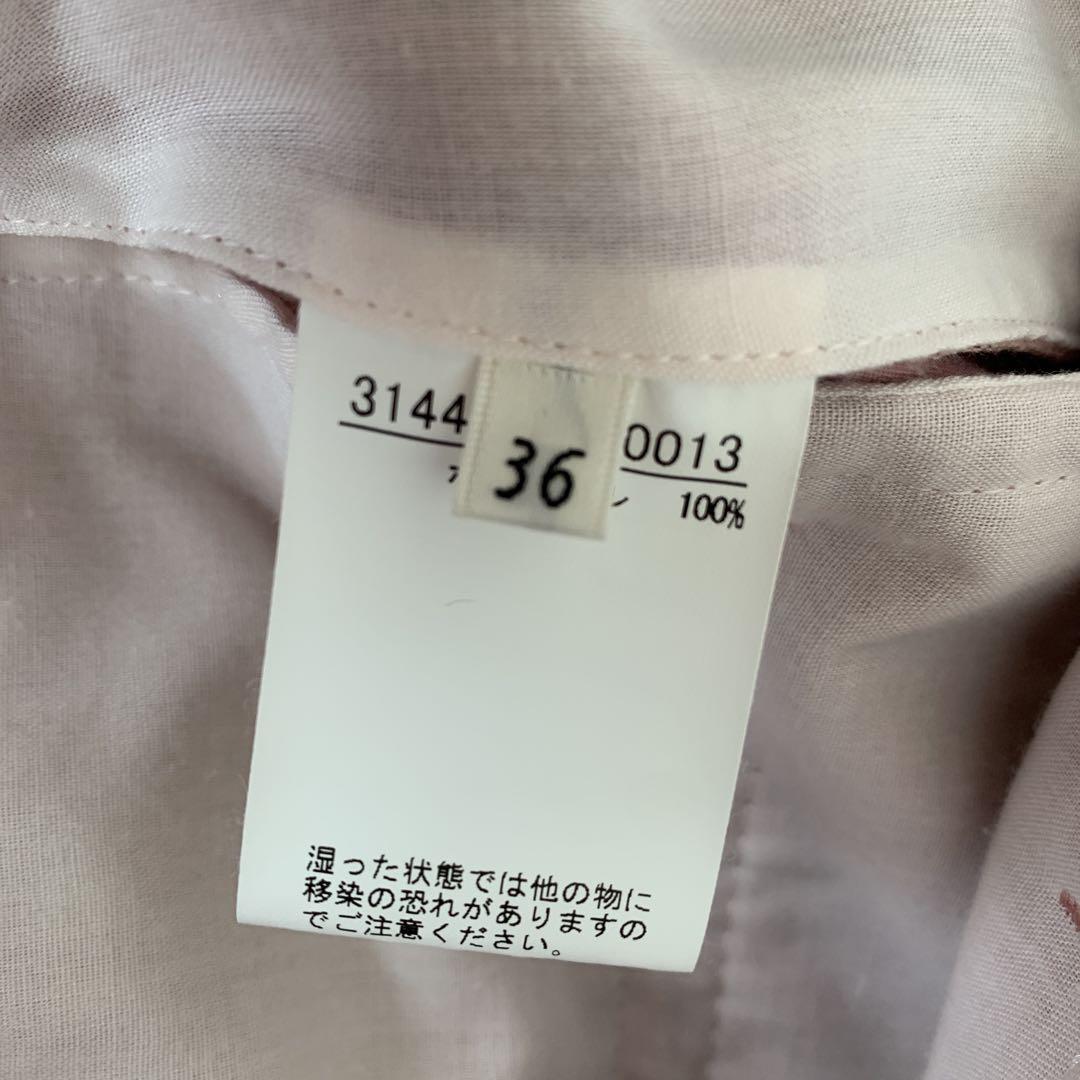 3144
0013
36
100%
湿った状態では他の物に
移染の恐れがありますの
でご注意ください。